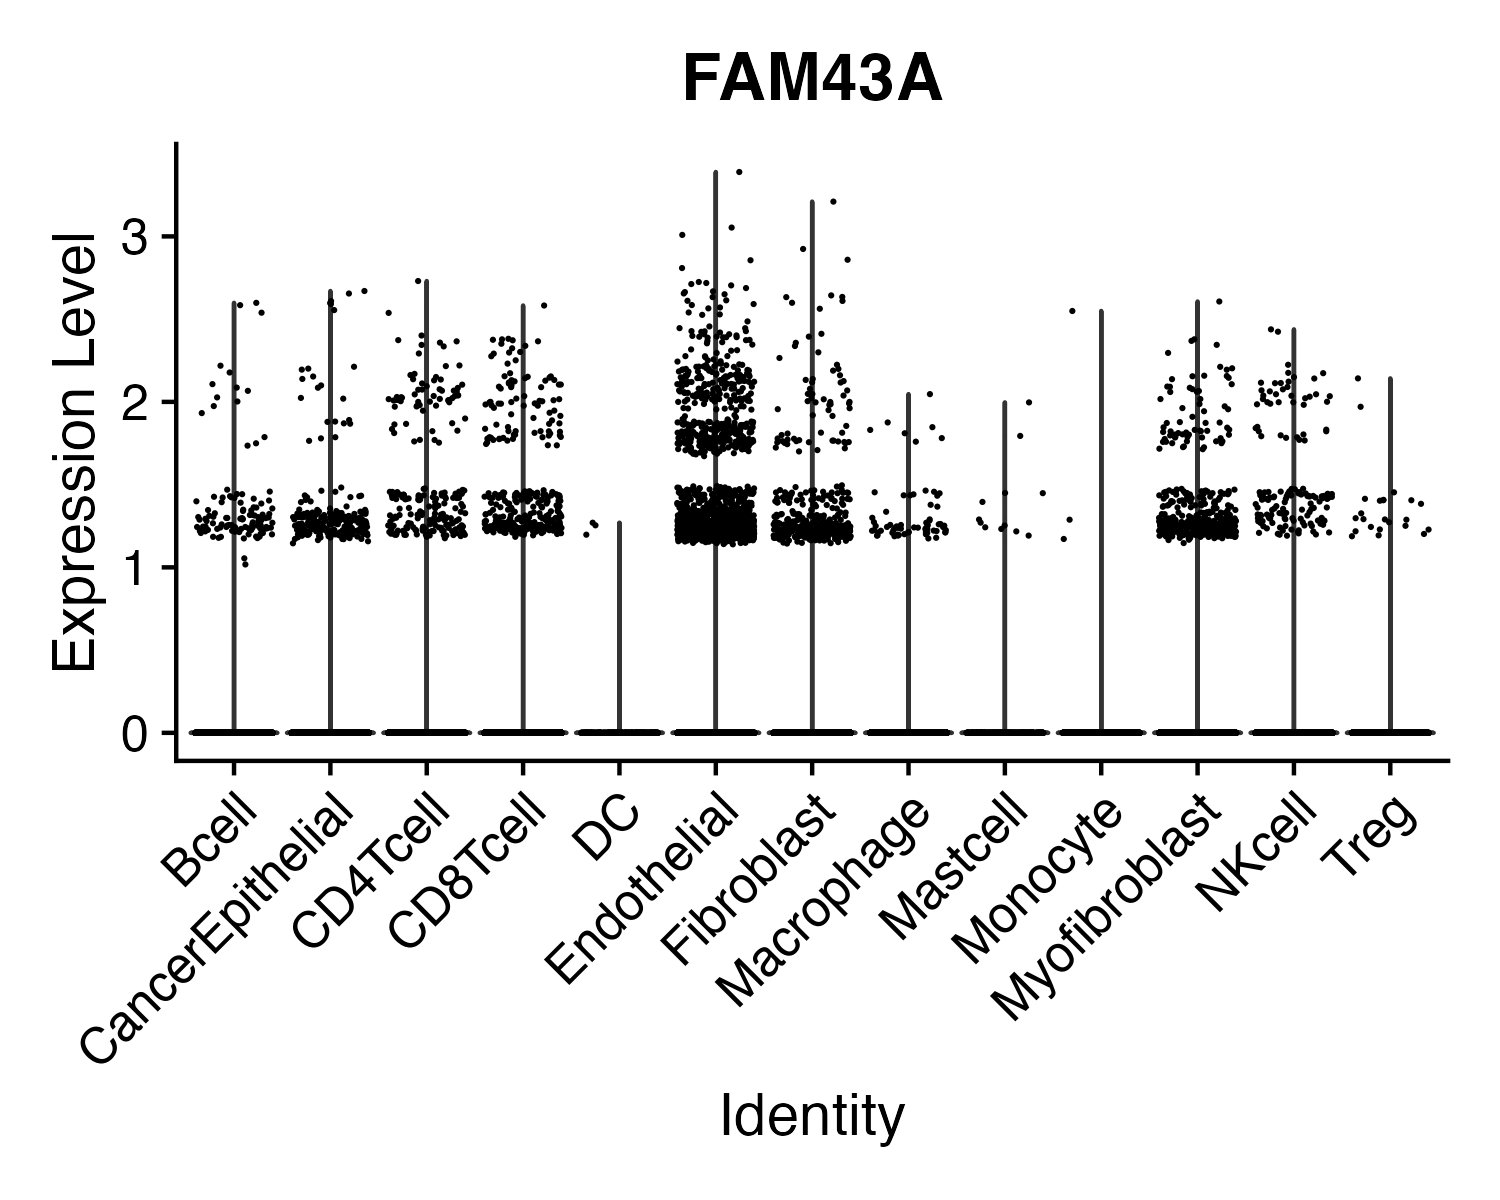 FAM43A
Expression Level
3
2
1
0
Bcell
CancerEpithelial
CD4Tcell
CD8Tcell
DC
Endothelial
Fibroblast
Macrophage
Mastcell
Monocyte
Myofibroblast
NKcell
Treg
Identity